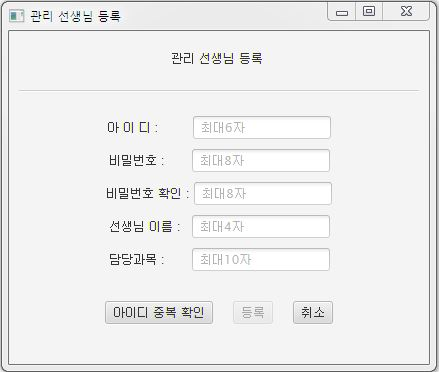 관리 선생님 등록
관리 선생님 등록
아 이 디 : 최대6자
비밀번호 : 최대8자
비밀번호 확인 : 최대8자
선생님 이름 : 최대4자
담당과목 : 최대10자
아이디 중복 확인 등록 취소